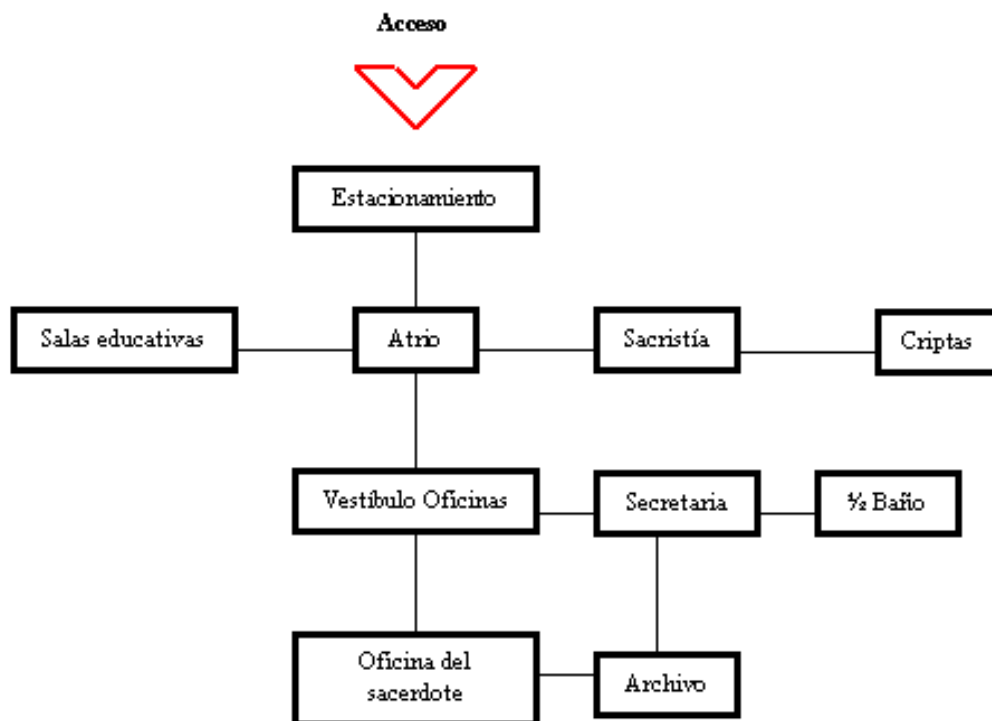 Acceso
Estacionamiento
Salas educativas
Atrio
Sacristía
Criptas
Vestíbulo Oficinas
Secretaria
½ Baño
Oficina del
sacerdote
Archivo